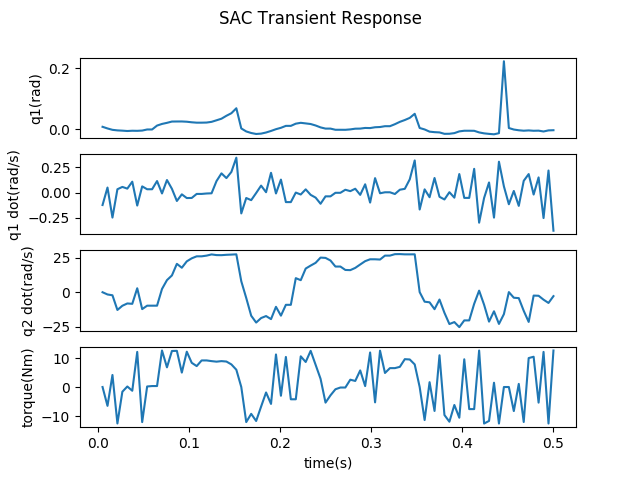 SAC Transient Response
q1(rad)
0.2
0.0
q1 dot(rad/s)
0.25
0.00
−0.25
q2 dot(rad/s)
25
0
−25
torque(Nm)
10
0
−10
0.0 0.1 0.2 0.3 0.4 0.5
time(s)